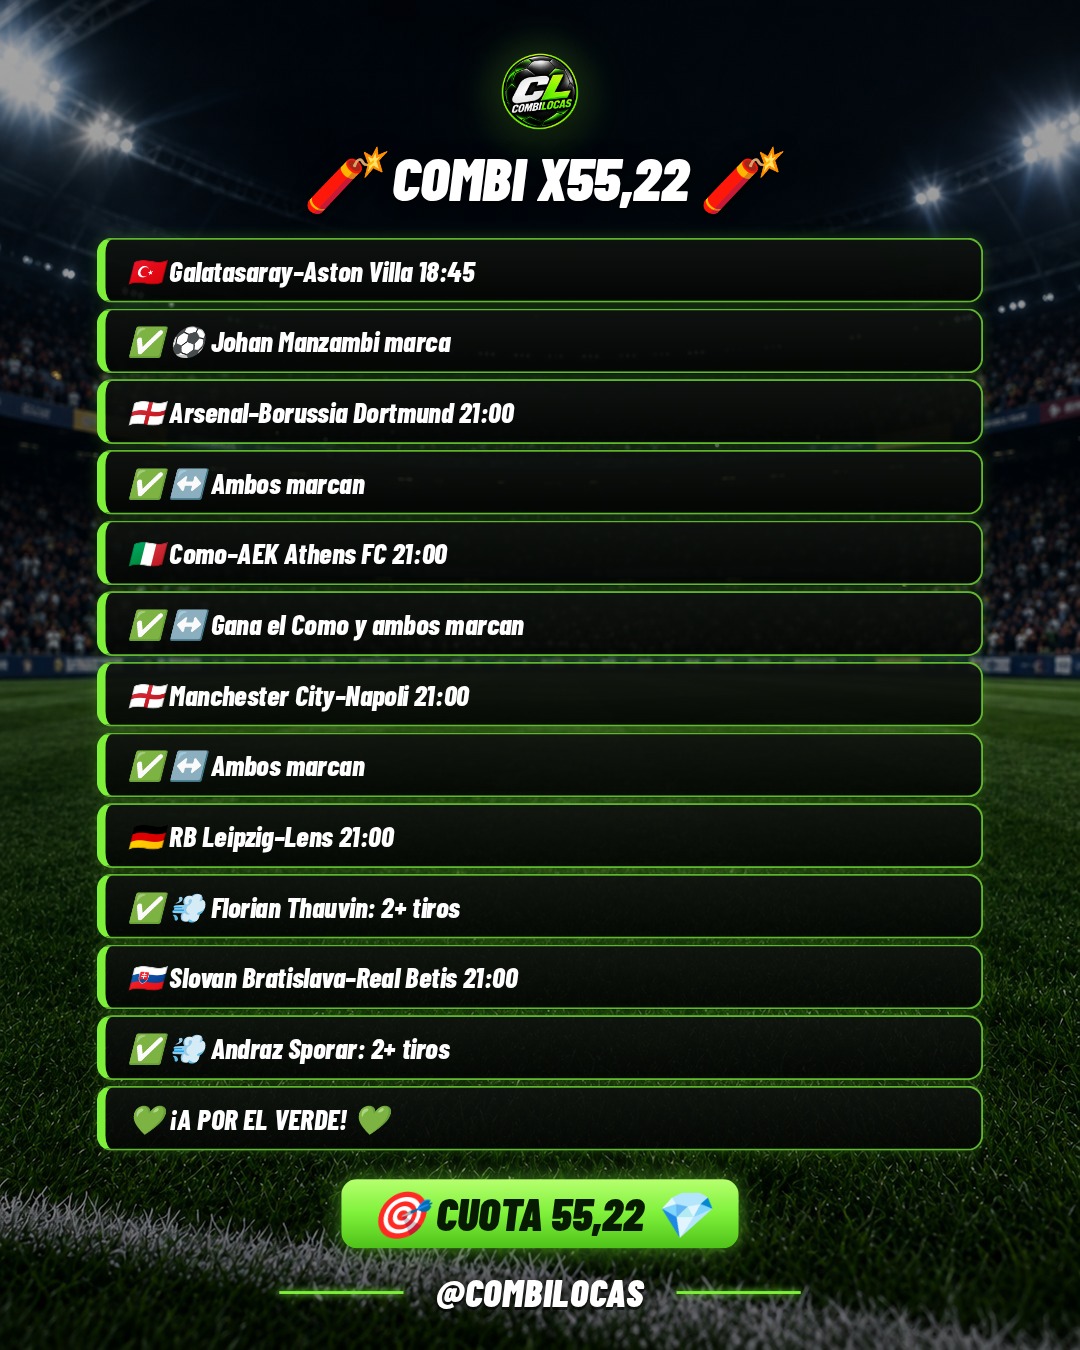 CL
COMBILOCAS
🧨 COMBI X55,22 🧨
🇹🇷 Galatasaray-Aston Villa 18:45
✅ ⚽ Johan Manzambi marca
🏴󠁧󠁢󠁥󠁮󠁧󠁿 Arsenal-Borussia Dortmund 21:00
✅ ↔️ Ambos marcan
🇮🇹 Como-AEK Athens FC 21:00
✅ ↔️ Gana el Como y ambos marcan
🏴󠁧󠁢󠁥󠁮󠁧󠁿 Manchester City-Napoli 21:00
✅ ↔️ Ambos marcan
🇩🇪 RB Leipzig-Lens 21:00
✅ 💨 Florian Thauvin: 2+ tiros
🇸🇰 Slovan Bratislava-Real Betis 21:00
✅ 💨 Andraz Sporar: 2+ tiros
💚 ¡A POR EL VERDE! 💚
🎯 CUOTA 55,22 💎
@COMBILOCAS